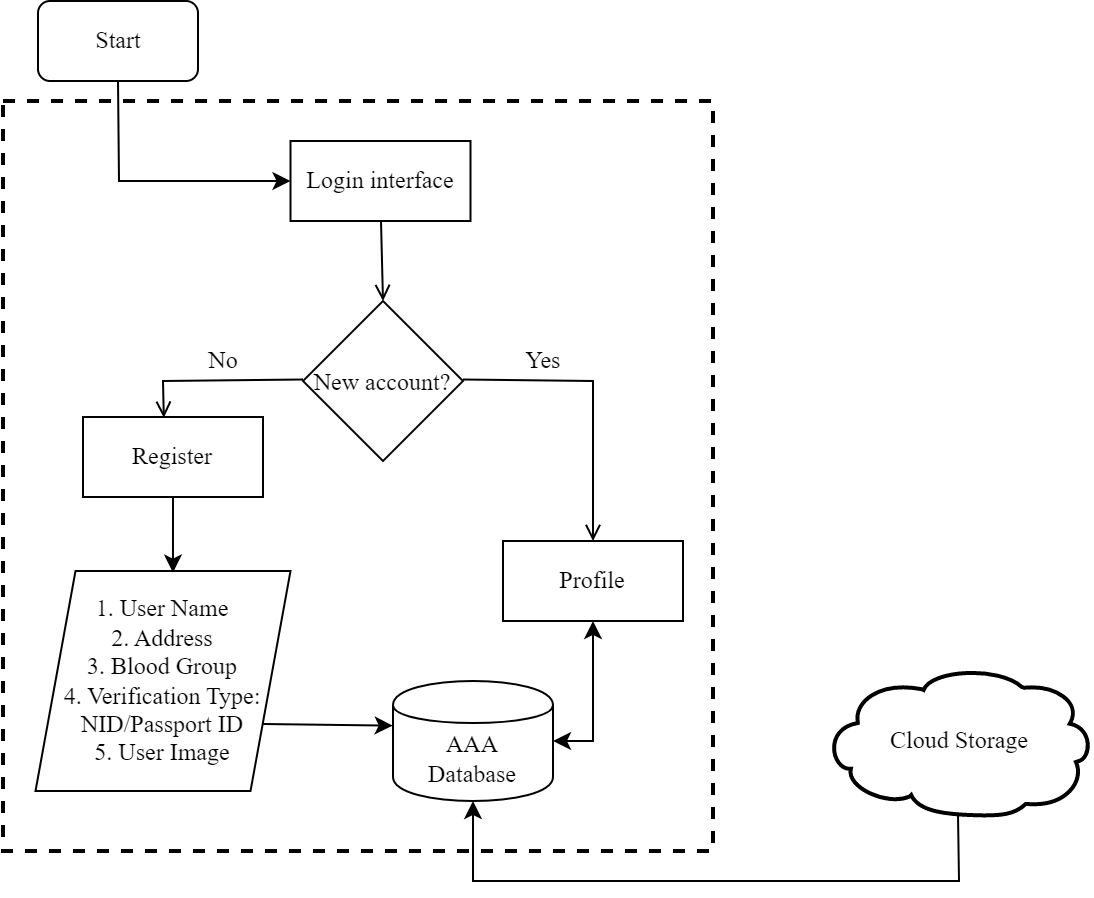 Start
Login interface
No
Yes
New account?
Register
Profile
1. User Name
2. Address
3. Blood Group
4. Verification Type:
NID/Passport ID
5. User Image
AAA
Database
Cloud Storage